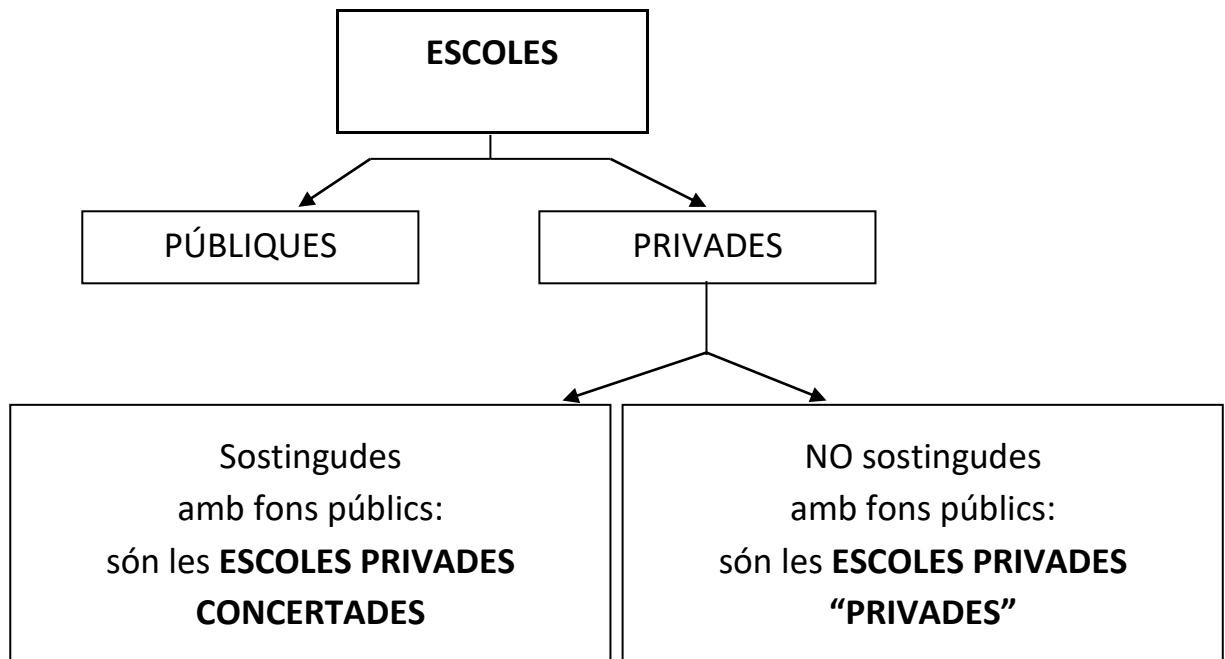 ESCOLES
PÚBLIQUES
PRIVADES
Sostingudes
amb fons públics:
són les ESCOLES PRIVADES
CONCERTADES
NO sostingudes
amb fons públics:
són les ESCOLES PRIVADES
“PRIVADES”